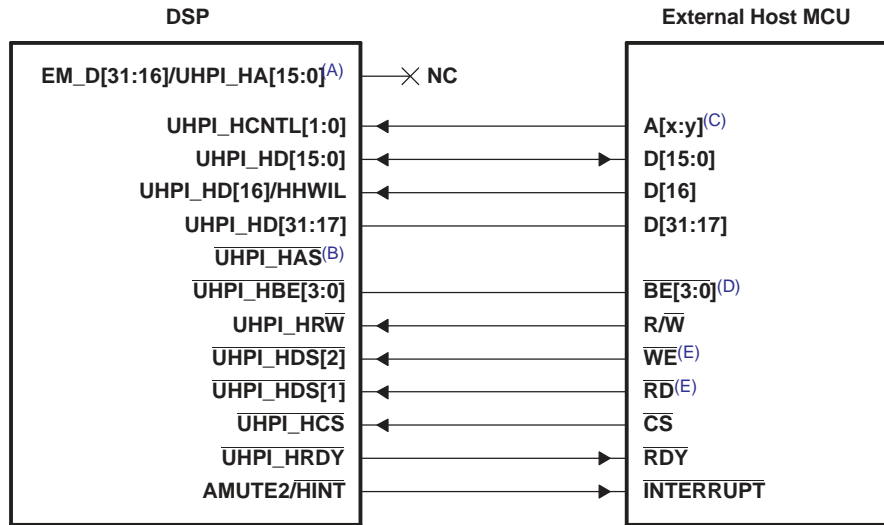 DSP External Host MCU
EM_D[31:16]/UHPI_HA[15:0](A) NC
UHPI_HCNTL[1:0] A[x:y](C)
UHPI_HD[15:0] D[15:0]
UHPI_HD[16]/HHWIL D[16]
UHPI_HD[31:17] D[31:17]
UHPI_HAS(B)
UHPI_HBE[3:0] BE[3:0](D)
UHPI_HRW R/W
UHPI_HDS[2] WE(E)
UHPI_HDS[1] RD(E)
UHPI_HCS CS
UHPI_HRDY RDY
AMUTE2/HINT INTERRUPT